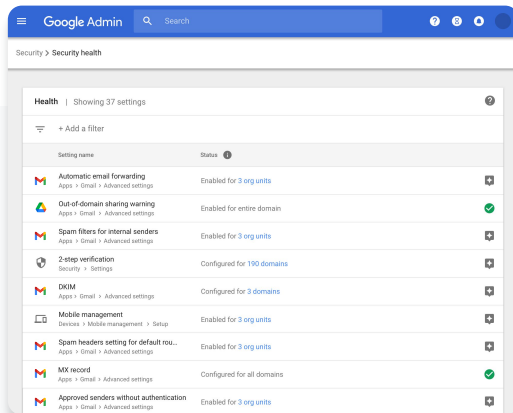 Google Admin
Search
Security > Security health
Health | Showing 37 settings
+ Add a filter
Setting name Status
Automatic email forwarding
Apps > Gmail > Advanced settings
Enabled for 3 org units
Out-of-domain sharing warning
Apps > Gmail > Advanced settings
Enabled for entire domain
Spam filters for internal senders
Apps > Gmail > Advanced settings
Enabled for 3 org units
2-step verification
Security > Settings
Configured for 190 domains
DKIM
Apps > Gmail > Advanced settings
Configured for 3 domains
Mobile management
Devices > Mobile management > Setup
Enabled for 3 org units
Spam headers setting for default rou...
Apps > Gmail > Advanced settings
Enabled for 3 org units
MX record
Apps > Gmail > Advanced settings
Configured for all domains
Approved senders without authentication
Apps > Gmail > Advanced settings
Enabled for 3 org units